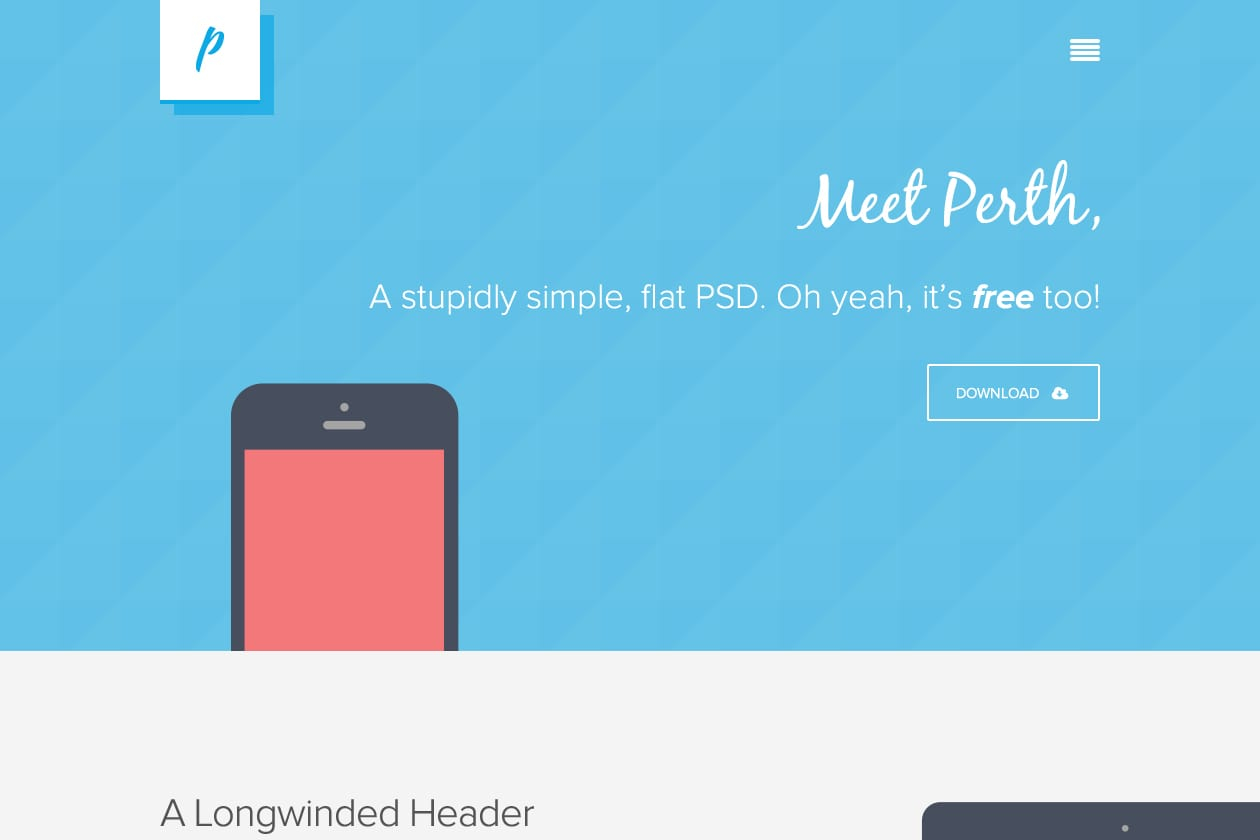 p
Meet Perth,
A stupidly simple, flat PSD. Oh yeah, it’s free too!
DOWNLOAD
A Longwinded Header